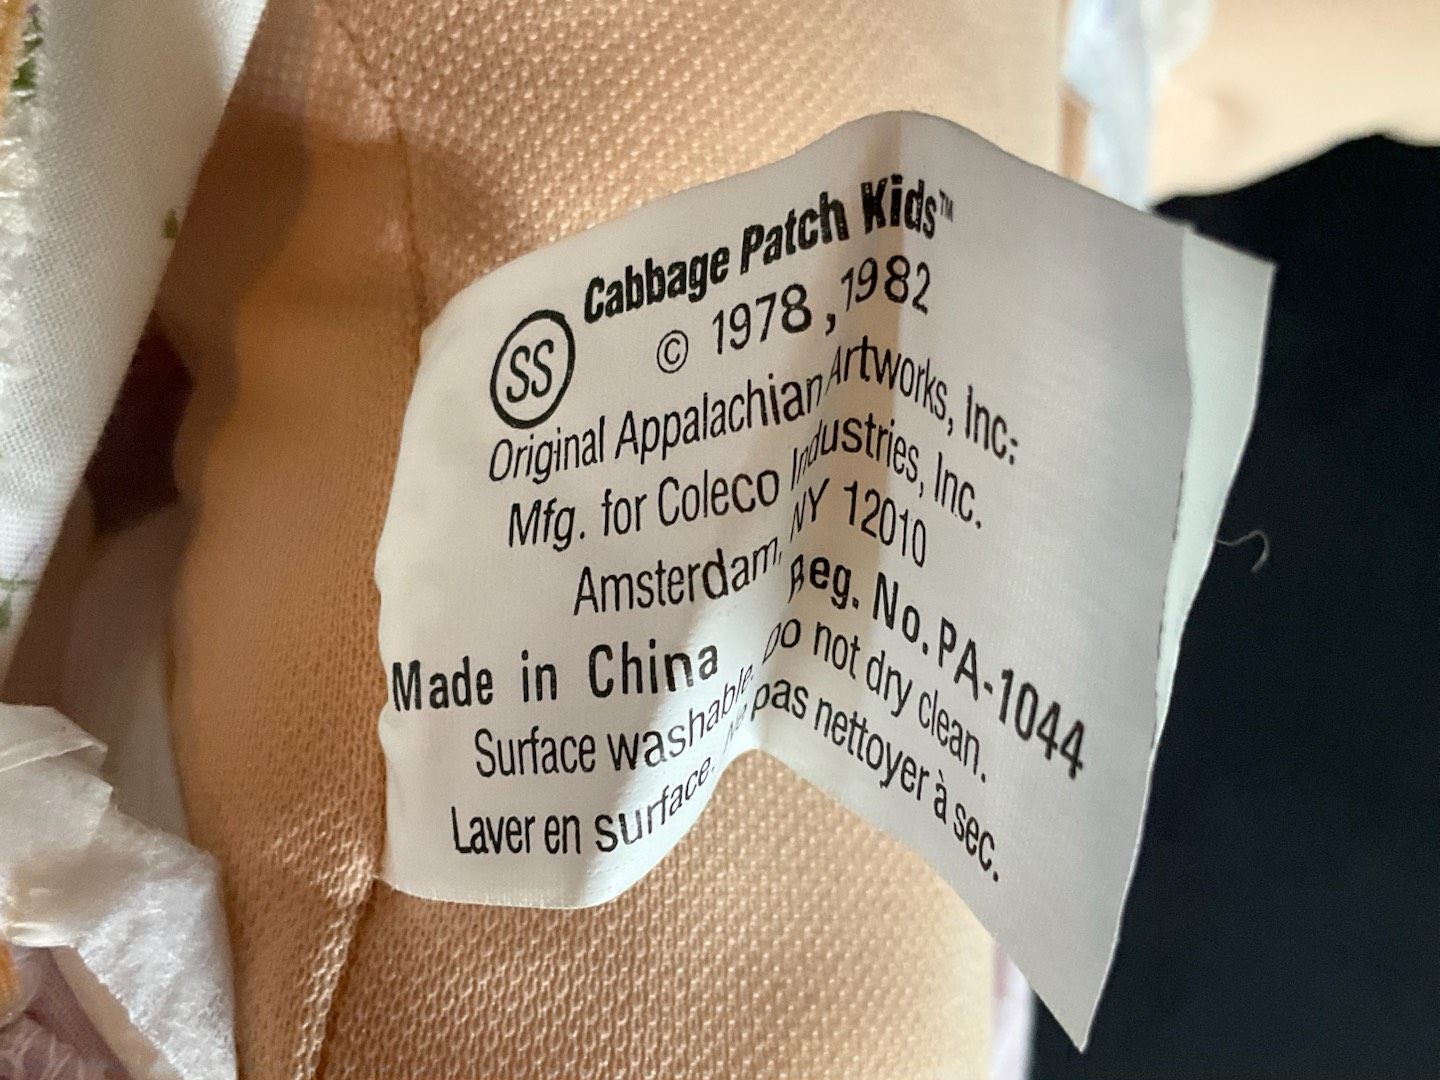 Cabbage Patch Kids™
SS © 1978, 1982
Original Appalachian Artworks, Inc.
Mfg. for Coleco Industries, Inc.
Amsterdam, NY 12010
Made in China Reg. No. PA-1044
Surface washable. Do not dry clean.
Laver en surface. Ne pas nettoyer à sec.